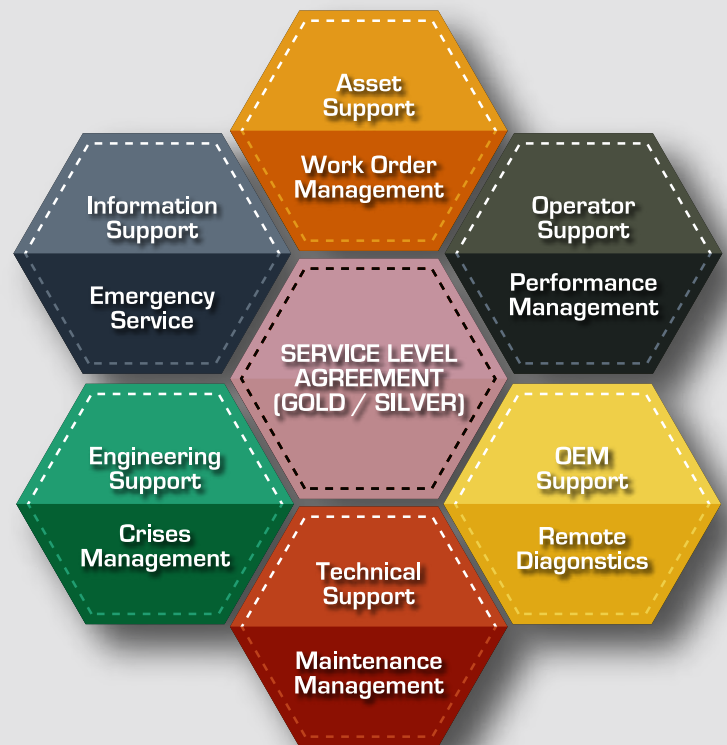 Asset
Support
Work Order
Management
Information
Support
Emergency
Service
Operator
Support
Performance
Management
SERVICE LEVEL
AGREEMENT
(GOLD / SILVER)
Engineering
Support
Crises
Management
OEM
Support
Remote
Diagonstics
Technical
Support
Maintenance
Management